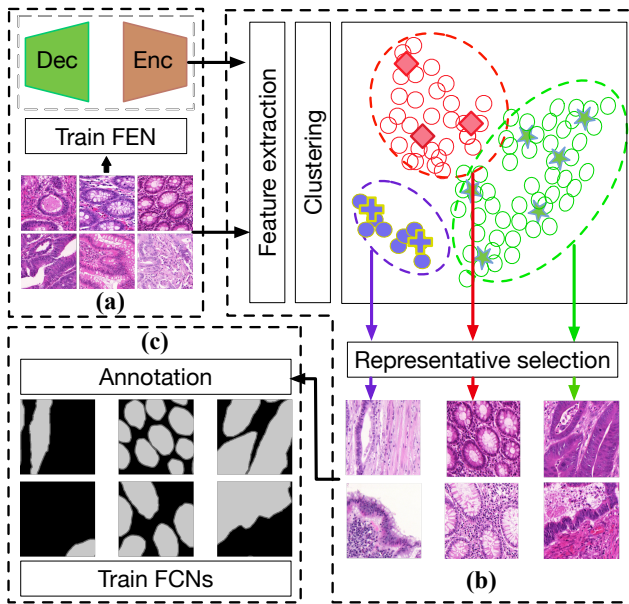 Dec
Enc
Train FEN
(a)
Feature extraction
Clustering
Representative selection
(b)
(c)
Annotation
Train FCNs